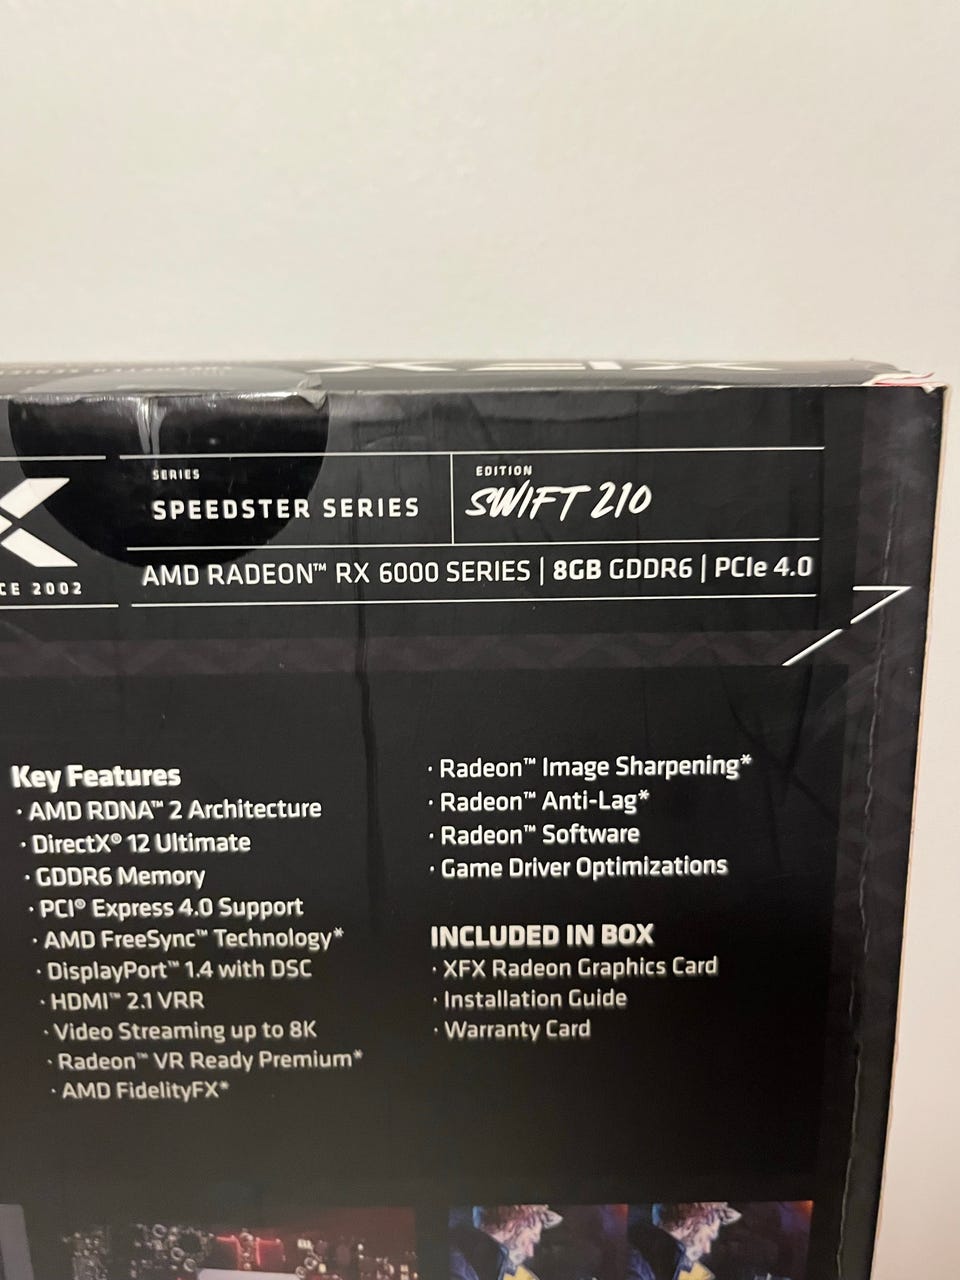 XFX
SERIES
SPEEDSTER SERIES
EDITION
SWIFT 210
CE 2002
AMD RADEON™ RX 6000 SERIES | 8GB GDDR6 | PCIe 4.0
Key Features
· AMD RDNA™ 2 Architecture
· DirectX® 12 Ultimate
· GDDR6 Memory
· PCI® Express 4.0 Support
· AMD FreeSync™ Technology*
· DisplayPort™ 1.4 with DSC
· HDMI™ 2.1 VRR
· Video Streaming up to 8K
· Radeon™ VR Ready Premium*
· AMD FidelityFX*
· Radeon™ Image Sharpening*
· Radeon™ Anti-Lag*
· Radeon™ Software
· Game Driver Optimizations
INCLUDED IN BOX
· XFX Radeon Graphics Card
· Installation Guide
· Warranty Card